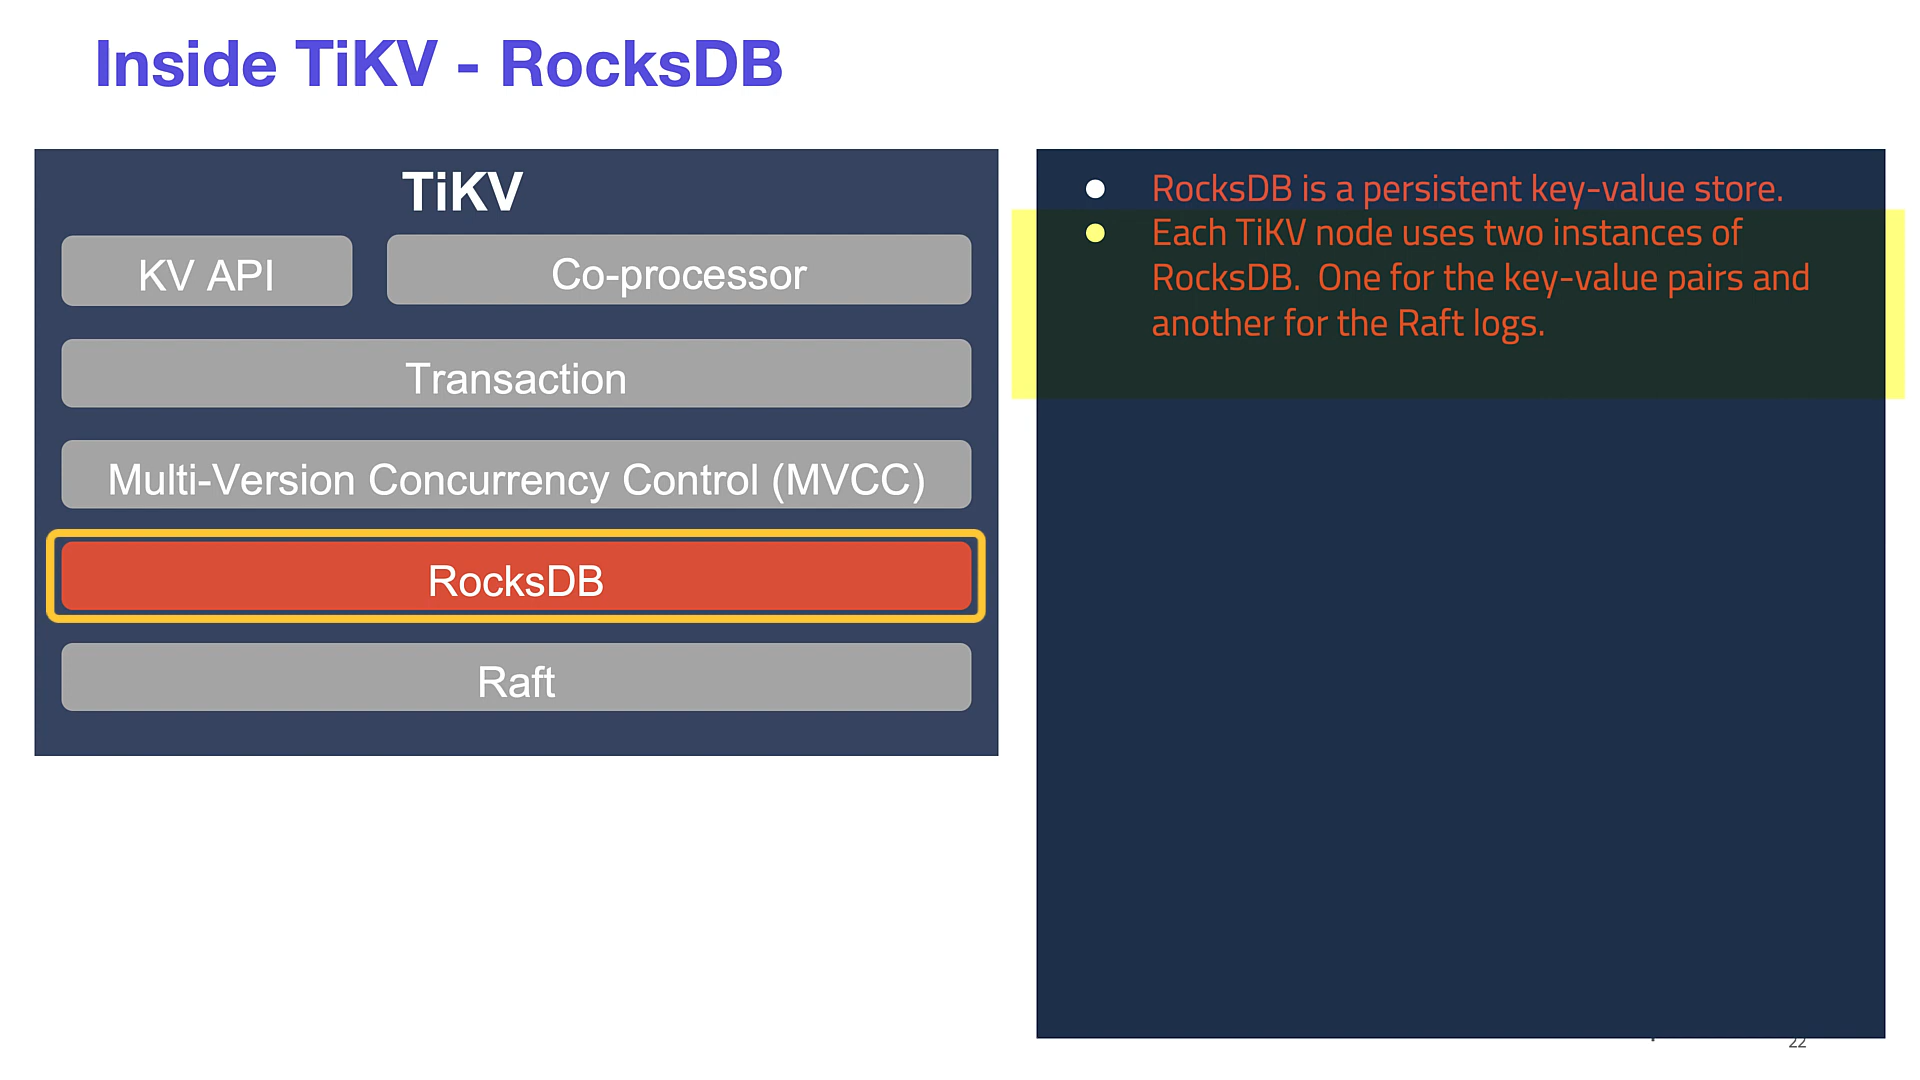 Inside TiKV - RocksDB
TiKV
KV API
Co-processor
Transaction
Multi-Version Concurrency Control (MVCC)
RocksDB
Raft
● RocksDB is a persistent key-value store.
● Each TiKV node uses two instances of
RocksDB.  One for the key-value pairs and
another for the Raft logs.
22